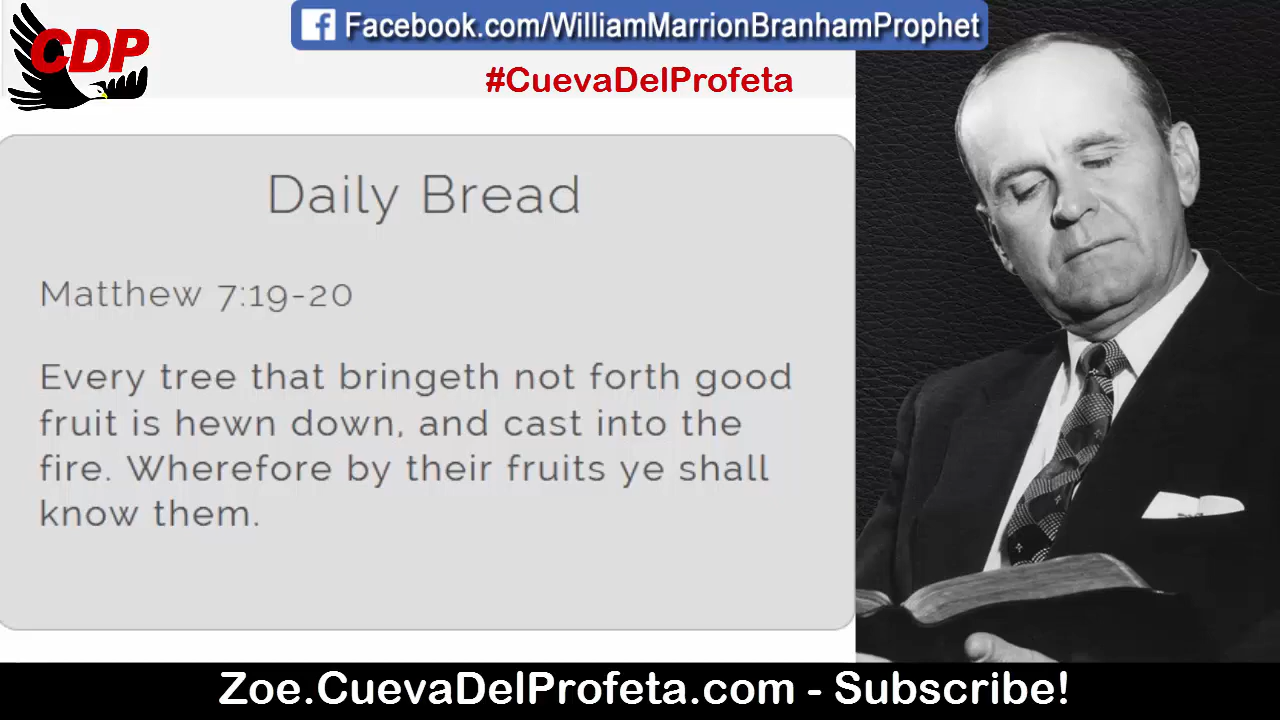 CDP
Facebook.com/WilliamMarrionBranhamProphet
#CuevaDelProfeta
Daily Bread
Matthew 7:19-20
Every tree that bringeth not forth good
fruit is hewn down, and cast into the
fire. Wherefore by their fruits ye shall
know them.
Zoe.CuevaDelProfeta.com - Subscribe!